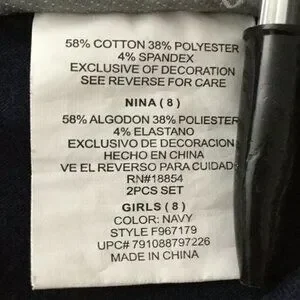 58% COTTON 38% POLYESTER
4% SPANDEX
EXCLUSIVE OF DECORATION
SEE REVERSE FOR CARE
NINA ( 8 )
58% ALGODON 38% POLIESTER
4% ELASTANO
EXCLUSIVO DE DECORACION
HECHO EN CHINA
VE EL REVERSO PARA CUIDAD
RN#18854
2PCS SET
GIRLS ( 8 )
COLOR: NAVY
STYLE F967179
UPC# 791088797226
MADE IN CHINA